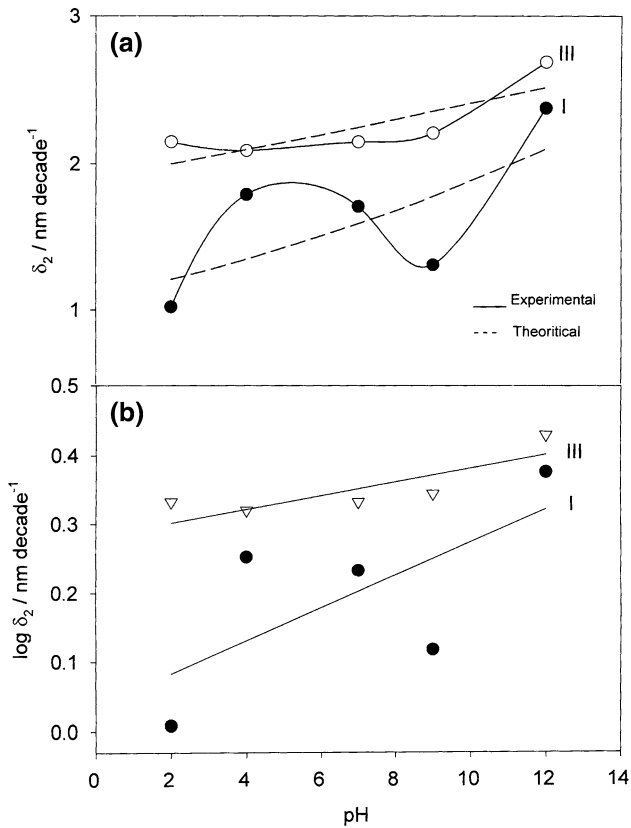 3
(a)
III
2
I
δ2 / nm decade-1
1
Experimental
Theoritical
0.5
(b)
0.4
III
0.3
I
log δ2 / nm decade-1
0.2
0.1
0.0
0 2 4 6 8 10 12 14
pH